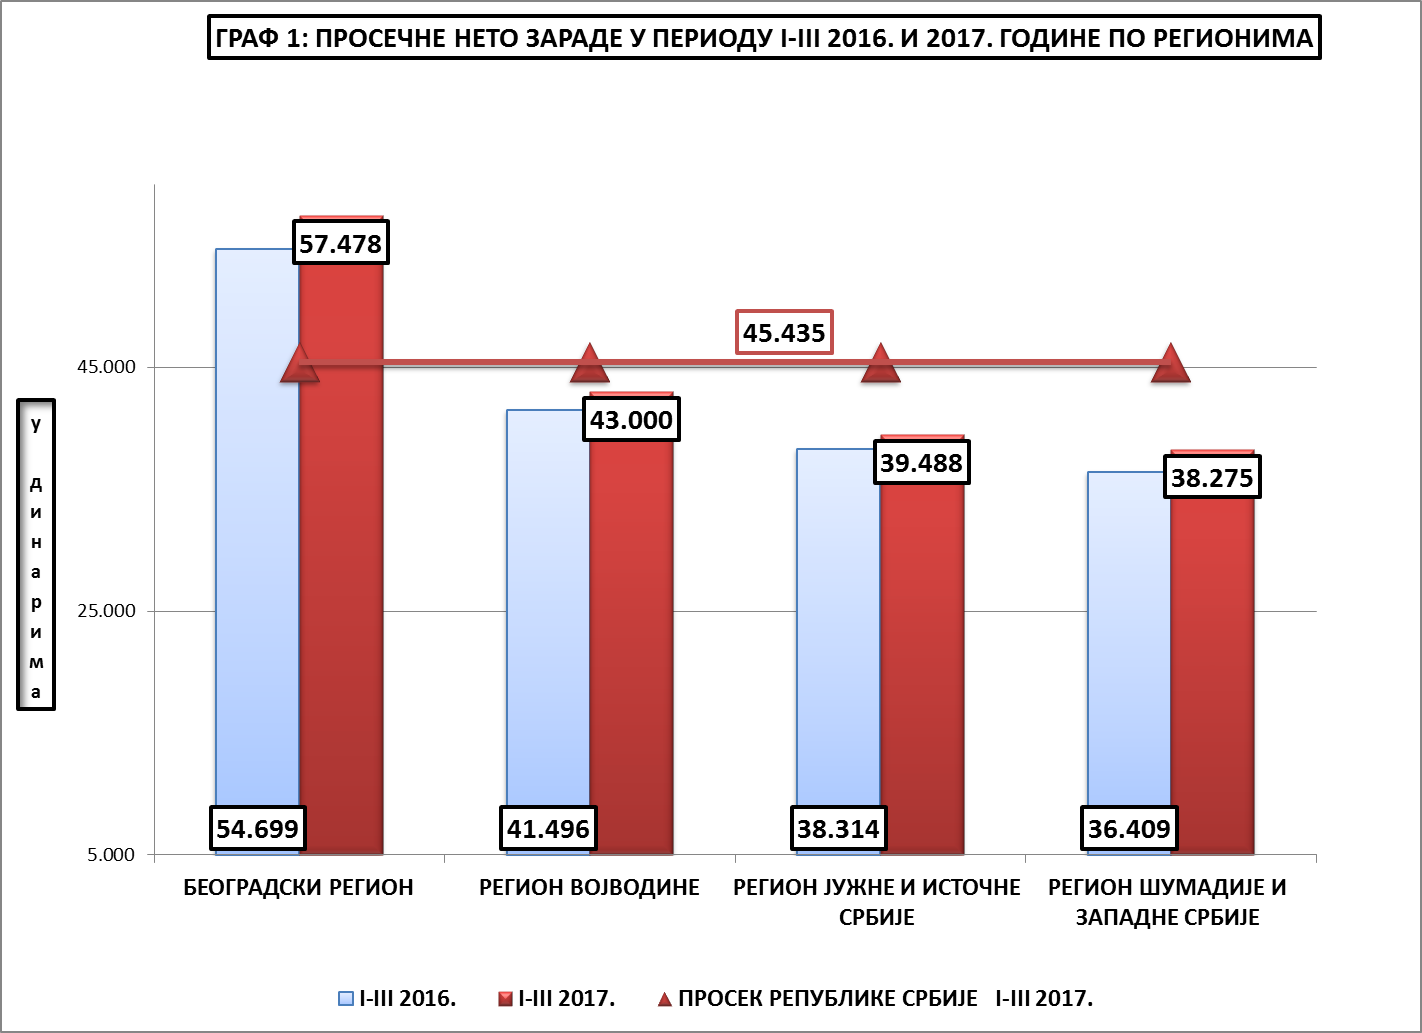 ГРАФ 1: ПРОСЕЧНЕ НЕТО ЗАРАДЕ У ПЕРИОДУ I-III 2016. И 2017. ГОДИНЕ ПО РЕГИОНИМА
57.478
45.435
45.000
43.000
39.488
38.275
у динарима
25.000
54.699
41.496
38.314
36.409
5.000
БЕОГРАДСКИ РЕГИОН
РЕГИОН ВОЈВОДИНЕ
РЕГИОН ЈУЖНЕ И ИСТОЧНЕ
СРБИЈЕ
РЕГИОН ШУМАДИЈЕ И
ЗАПАДНЕ СРБИЈЕ
I-III 2016.
I-III 2017.
ПРОСЕК РЕПУБЛИКЕ СРБИЈЕ I-III 2017.